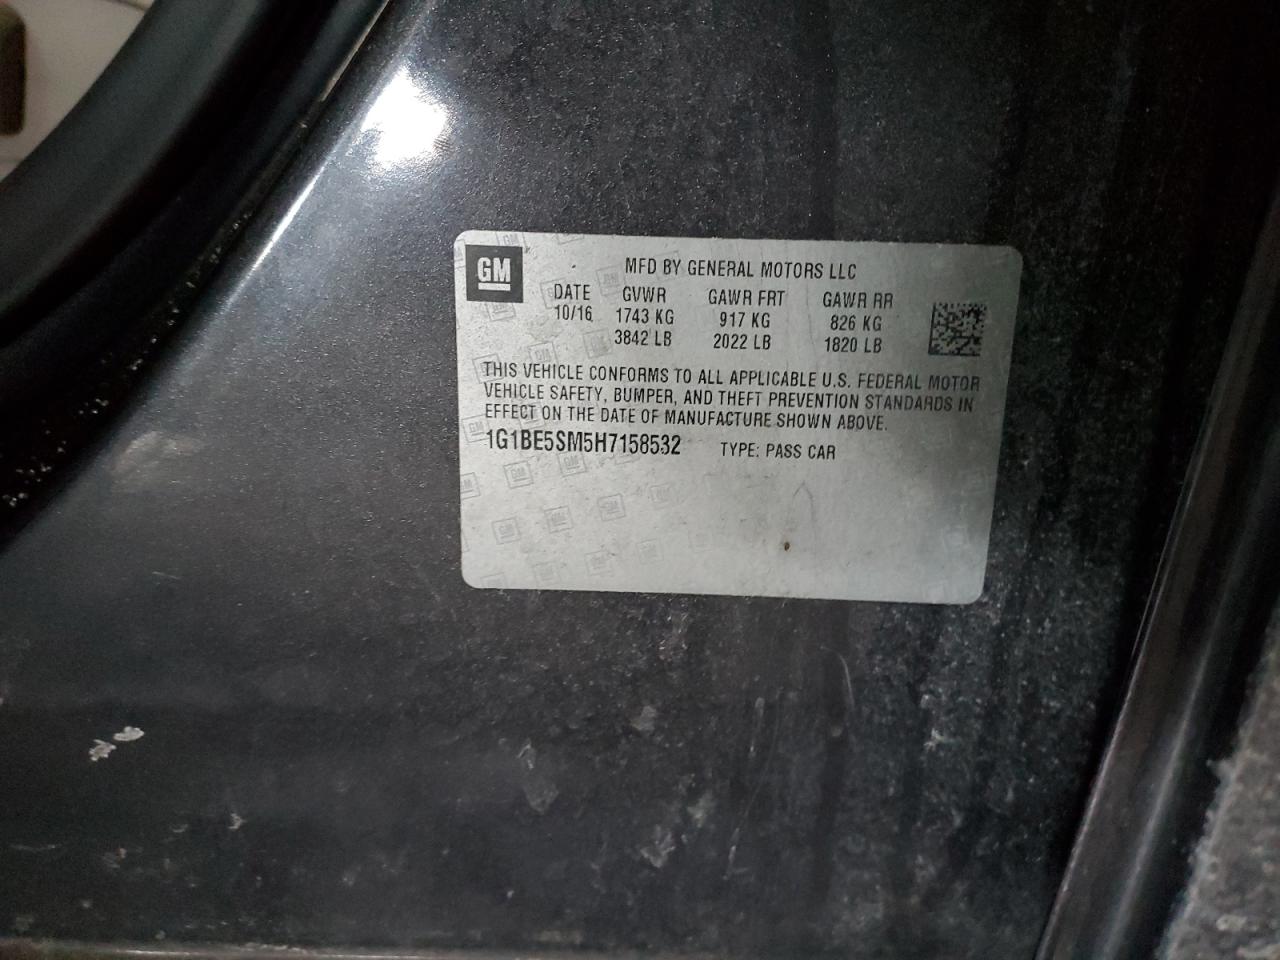 GM
MFD BY GENERAL MOTORS LLC
DATE GVWR GAWR FRT GAWR RR
10/16 1743 KG 917 KG 826 KG
3842 LB 2022 LB 1820 LB
THIS VEHICLE CONFORMS TO ALL APPLICABLE U.S. FEDERAL MOTOR
VEHICLE SAFETY, BUMPER, AND THEFT PREVENTION STANDARDS IN
EFFECT ON THE DATE OF MANUFACTURE SHOWN ABOVE.
1G1BE5SM5H7158532 TYPE: PASS CAR